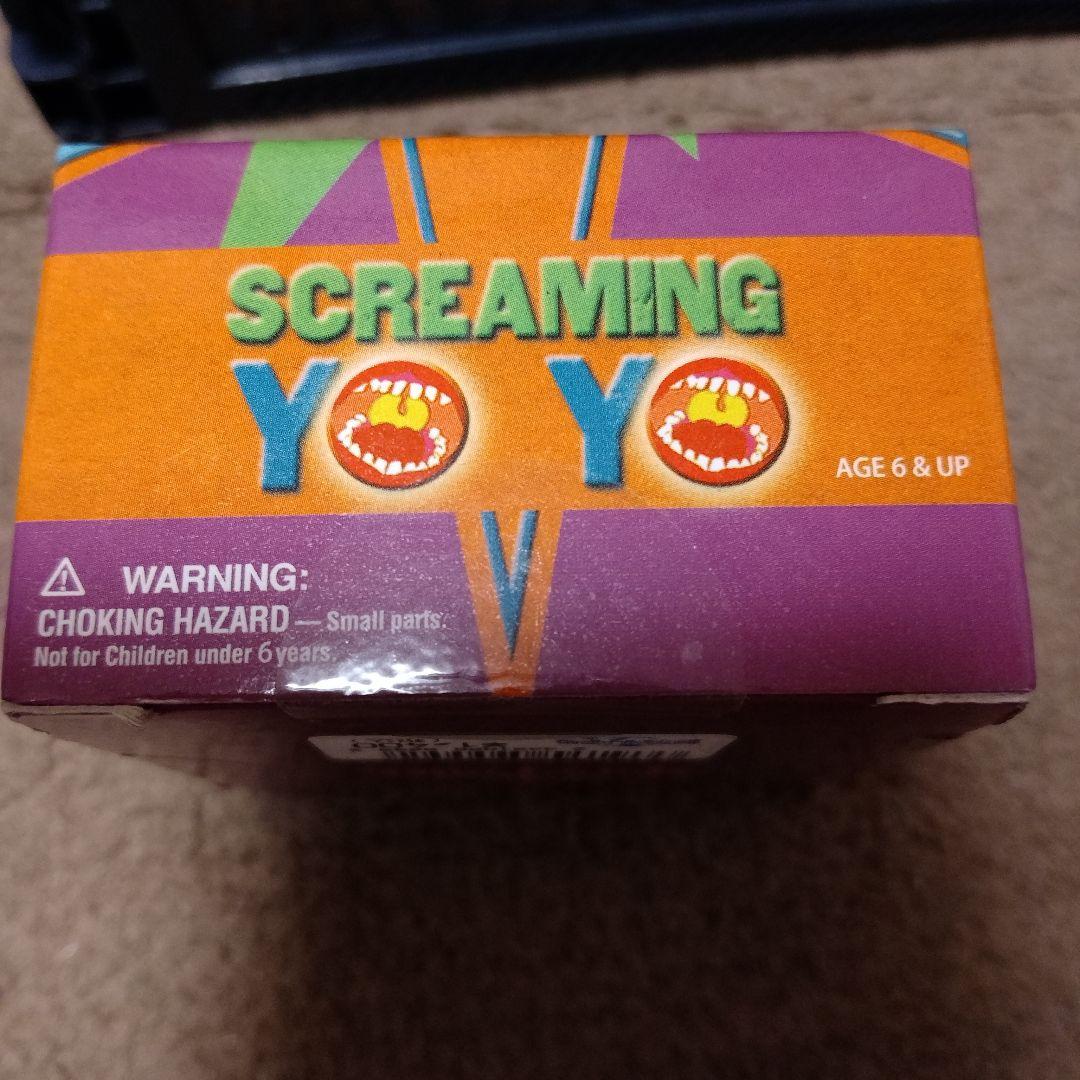 SCREAMING
YO YO
AGE 6 & UP
WARNING:
CHOKING HAZARD — Small parts.
Not for Children under 6 years.